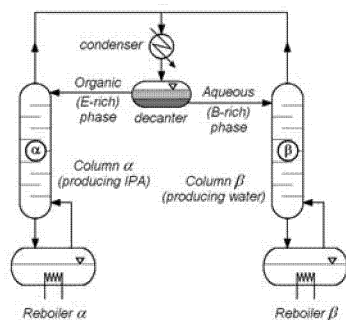 condenser
Organic
(E-rich)
phase
Aqueous
(B-rich)
phase
decanter
α
β
Column α
(producing IPA)
Column β
(producing water)
Reboiler α
Reboiler β